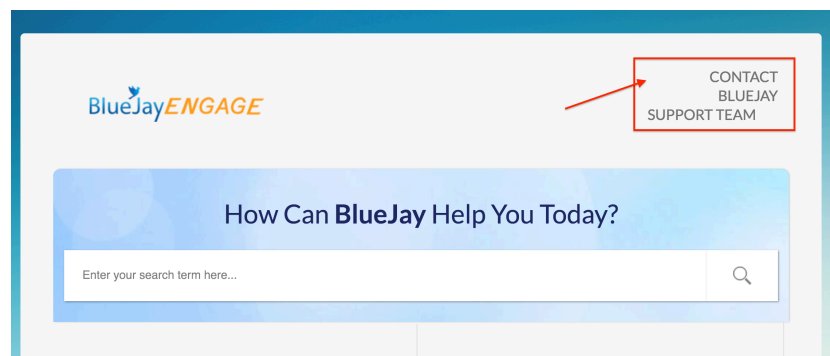 BlueJayENGAGE
CONTACT
BLUEJAY
SUPPORT TEAM
How Can BlueJay Help You Today?
Enter your search term here...